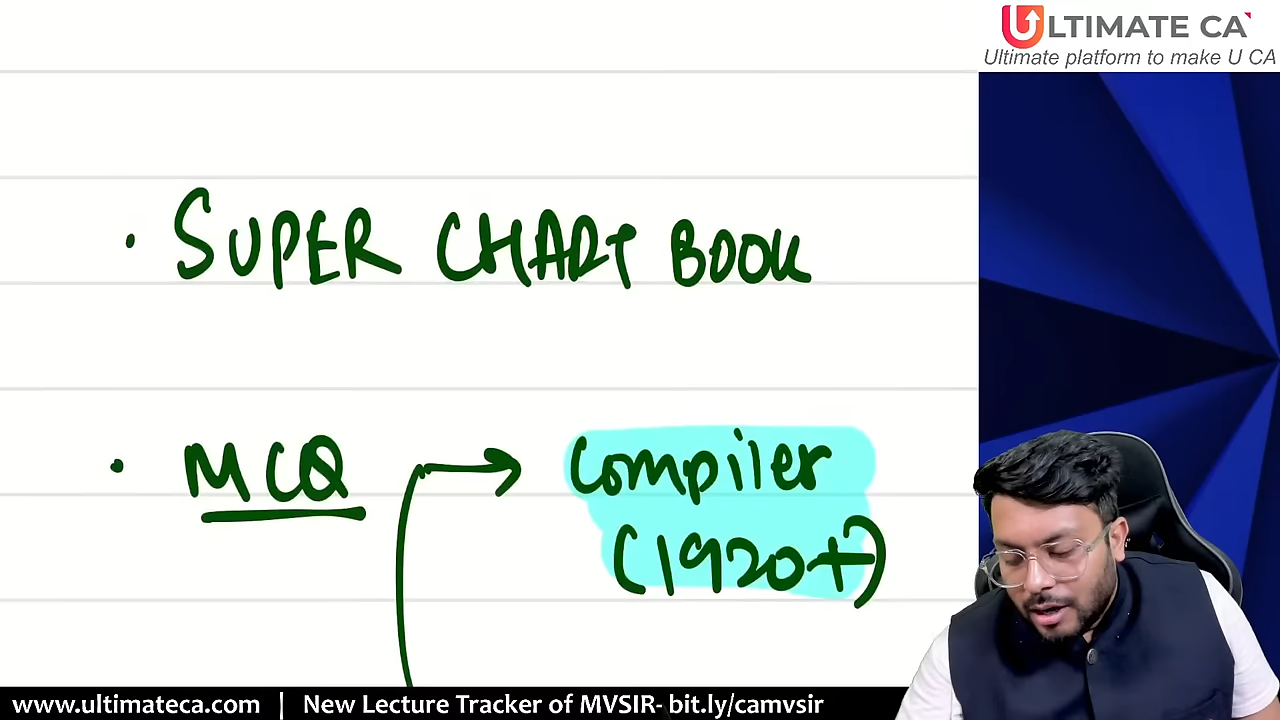 ULTIMATE CA
Ultimate platform to make U CA
· SUPER CHART BOOK
· MCQ → Compiler
(1920+)
www.ultimateca.com | New Lecture Tracker of MVSIR- bit.ly/camvsir